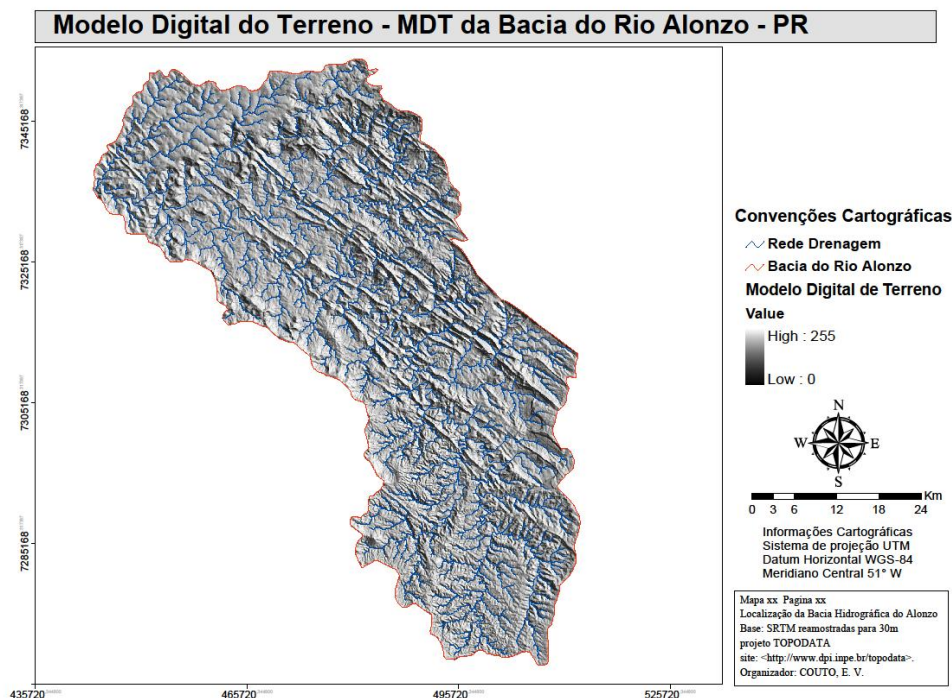 Modelo Digital do Terreno - MDT da Bacia do Rio Alonzo - PR
7345168
7325168
7305168
7285168
435720
465720
495720
525720
Convenções Cartográficas
Rede Drenagem
Bacia do Rio Alonzo
Modelo Digital de Terreno
Value
High : 255
Low : 0
N
W
E
S
Km
0 3 6 12 18 24
Informações Cartográficas
Sistema de projeção UTM
Datum Horizontal WGS-84
Meridiano Central 51° W
Mapa xx Pagina xx
Localização da Bacia Hidrográfica do Alonzo
Base: SRTM reamostradas para 30m
projeto TOPODATA
site: <http://www.dpi.inpe.br/topodata>.
Organizador: COUTO, E. V.